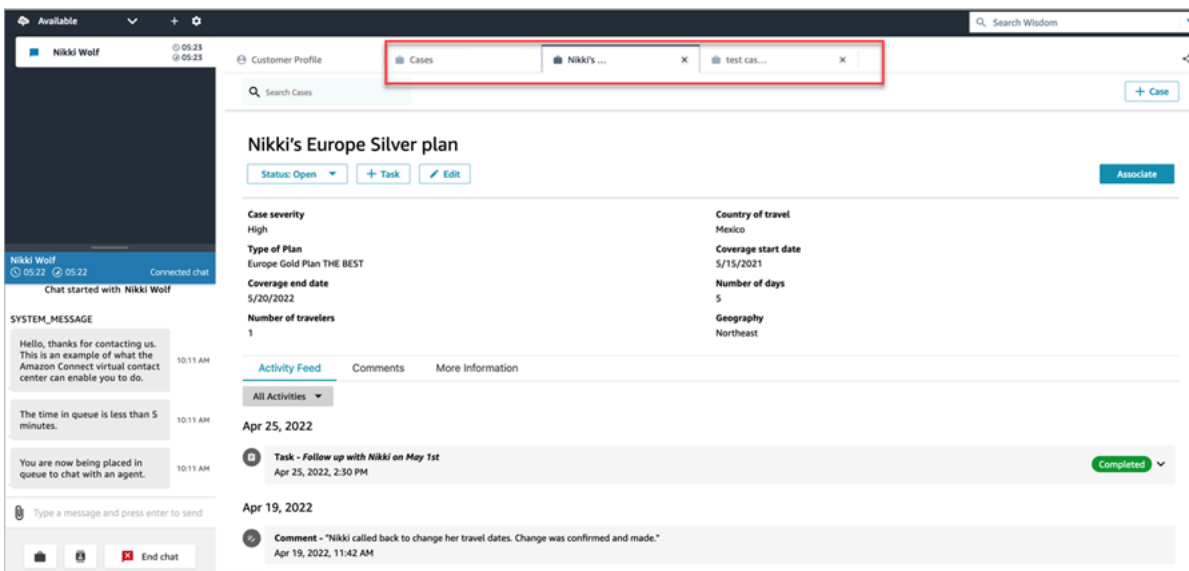 Available
Search Wisdom
Nikki Wolf
05:23
05:23
Customer Profile
Cases
Nikki's ...
test cas...
Search Cases
+ Case
Nikki's Europe Silver plan
Status: Open
+ Task
Edit
Associate
Case severity
High
Country of travel
Mexico
Type of Plan
Europe Gold Plan THE BEST
Coverage start date
5/15/2021
Coverage end date
5/20/2022
Number of days
5
Number of travelers
1
Geography
Northeast
Nikki Wolf
05:22 05:22
Connected chat
Chat started with Nikki Wolf
SYSTEM_MESSAGE
Hello, thanks for contacting us.
This is an example of what the
Amazon Connect virtual contact
center can enable you to do.
10:11 AM
The time in queue is less than 5
minutes.
10:11 AM
You are now being placed in
queue to chat with an agent.
10:11 AM
Type a message and press enter to send
End chat
Activity Feed
Comments
More Information
All Activities
Apr 25, 2022
Task - Follow up with Nikki on May 1st
Apr 25, 2022, 2:30 PM
Completed
Apr 19, 2022
Comment - "Nikki called back to change her travel dates. Change was confirmed and made."
Apr 19, 2022, 11:42 AM